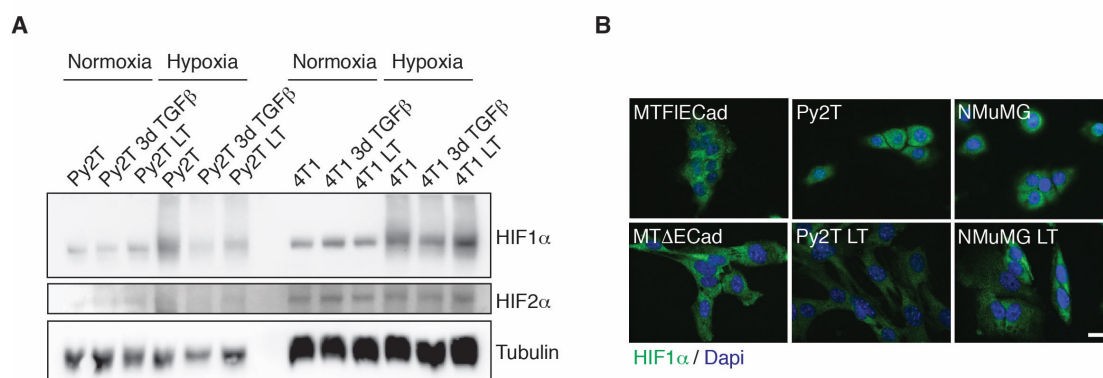 A
Normoxia Hypoxia Normoxia Hypoxia
Py2T
Py2T 3d TGFβ
Py2T LT
Py2T
Py2T 3d TGFβ
Py2T LT
4T1
4T1 3d TGFβ
4T1 LT
4T1
4T1 3d TGFβ
4T1 LT
HIF1α
HIF2α
Tubulin
B
MTFlECad Py2T NMuMG
MTΔECad Py2T LT NMuMG LT
HIF1α / Dapi